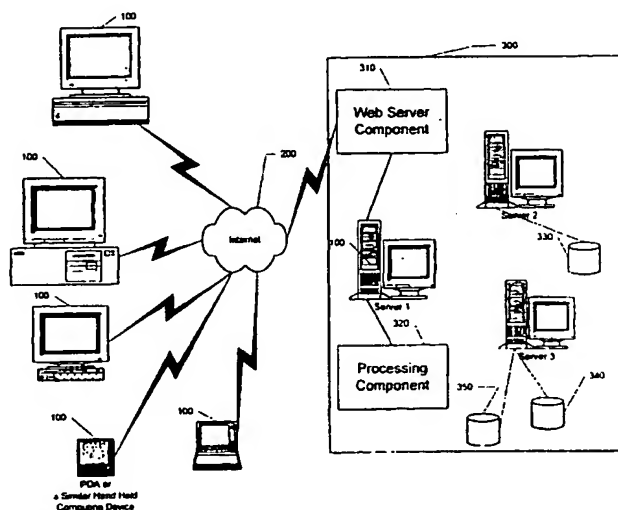 100
300
310
Web Server
Component
100
200
Internet
100
Server 1
Server 2
330
100
320
Processing
Component
Server 3
350
340
100
100
PDA or
a Similar Hand Held
Computing Device